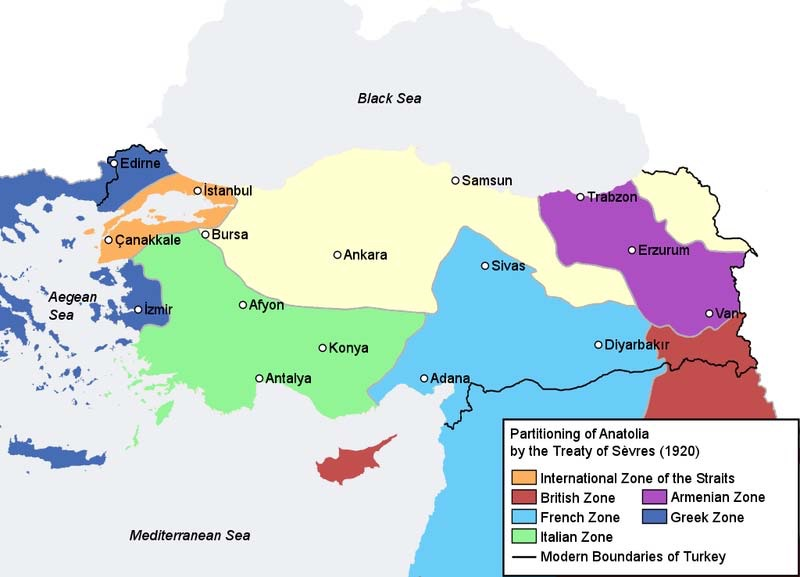 Black Sea
Edirne
İstanbul
Samsun
Trabzon
Çanakkale
Bursa
Ankara
Erzurum
Sivas
Aegean
Sea
İzmir
Afyon
Van
Konya
Diyarbakır
Antalya
Adana
Mediterranean Sea
Partitioning of Anatolia
by the Treaty of Sèvres (1920)
International Zone of the Straits
British Zone
Armenian Zone
French Zone
Greek Zone
Italian Zone
Modern Boundaries of Turkey